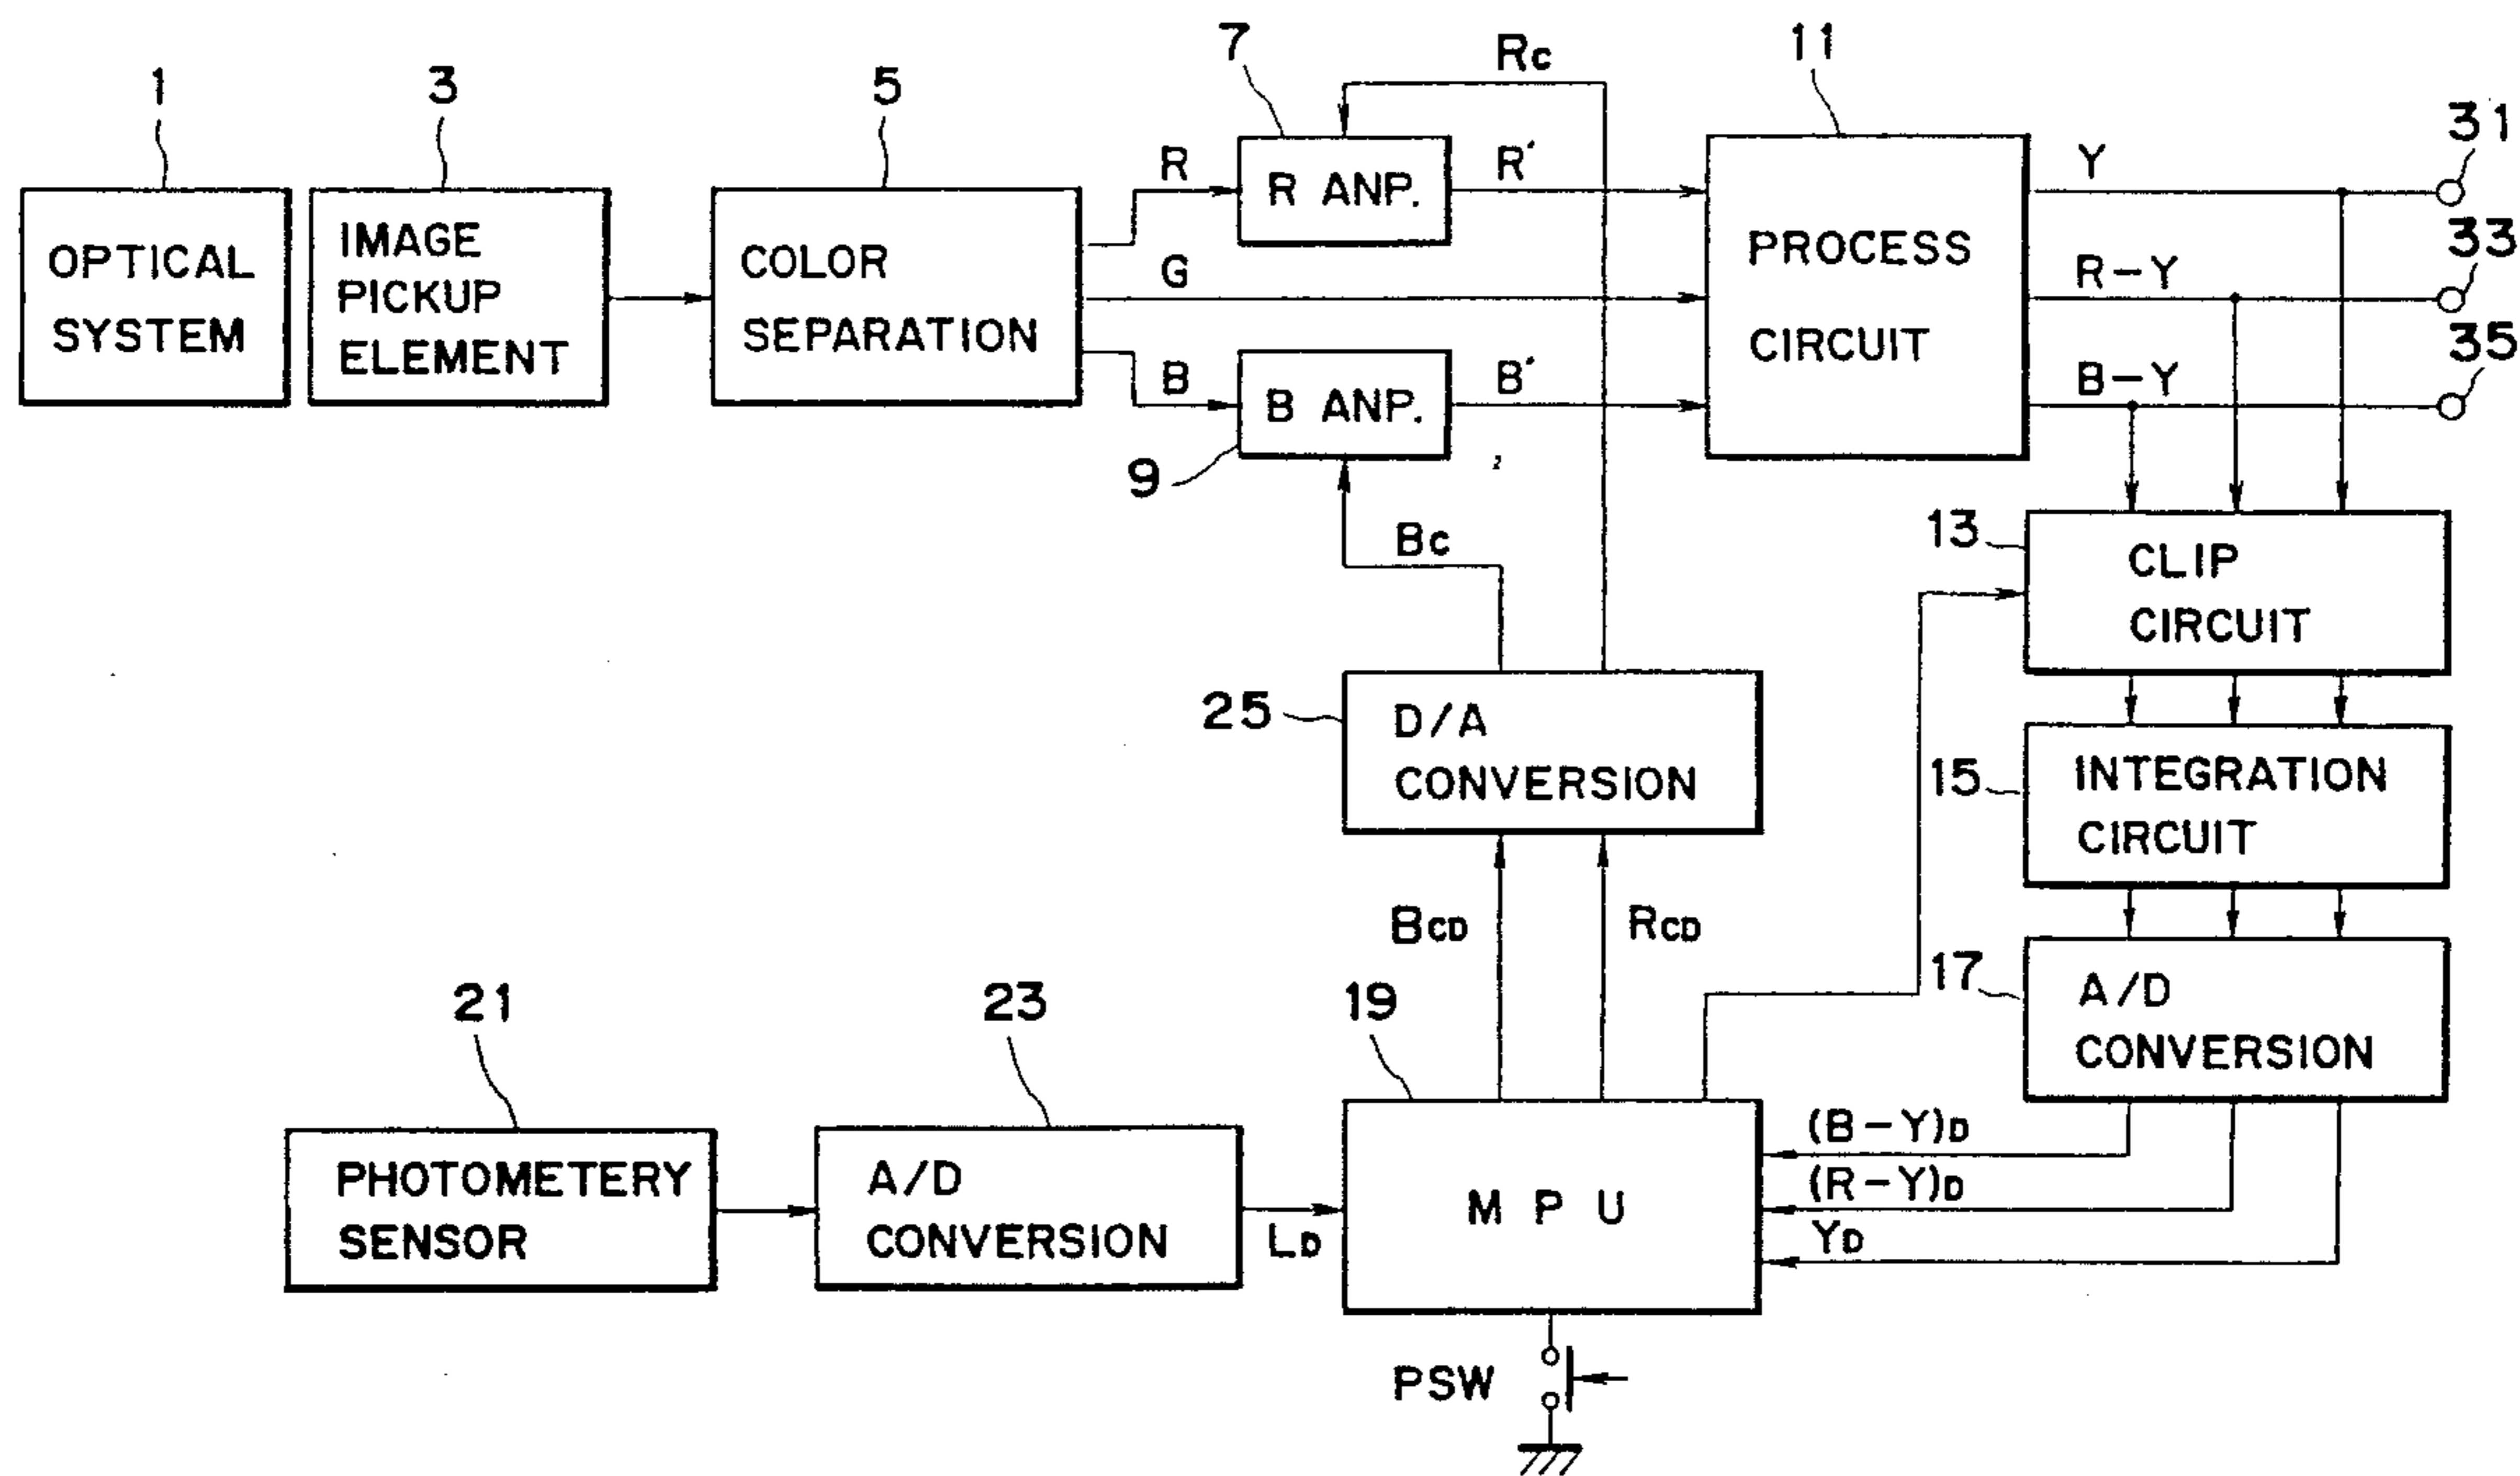 1
3
5
7
Rc
11
31
OPTICAL
SYSTEM
IMAGE
PICKUP
ELEMENT
COLOR
SEPARATION
R
R ANP.
R'
G
B
B ANP.
B'
9
PROCESS
CIRCUIT
Y
R-Y
33
B-Y
35
Bc
13
CLIP
CIRCUIT
25
D/A
CONVERSION
15
INTEGRATION
CIRCUIT
BCD
RCD
17
A/D
CONVERSION
21
23
19
PHOTOMETERY
SENSOR
A/D
CONVERSION
LD
M P U
(B-Y)D
(R-Y)D
YD
PSW